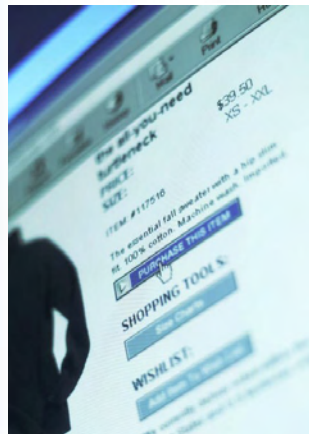 Mail
Print
the all-you-need
turtleneck
PRICE:
$39.50
SIZE:
XS - XXL
ITEM #117516
The essential fall sweater with a hip slim
fit. 100% cotton. Machine wash. Imported.
PURCHASE THIS ITEM
SHOPPING TOOLS:
Size Charts
WISHLIST:
Add Item To Wish List